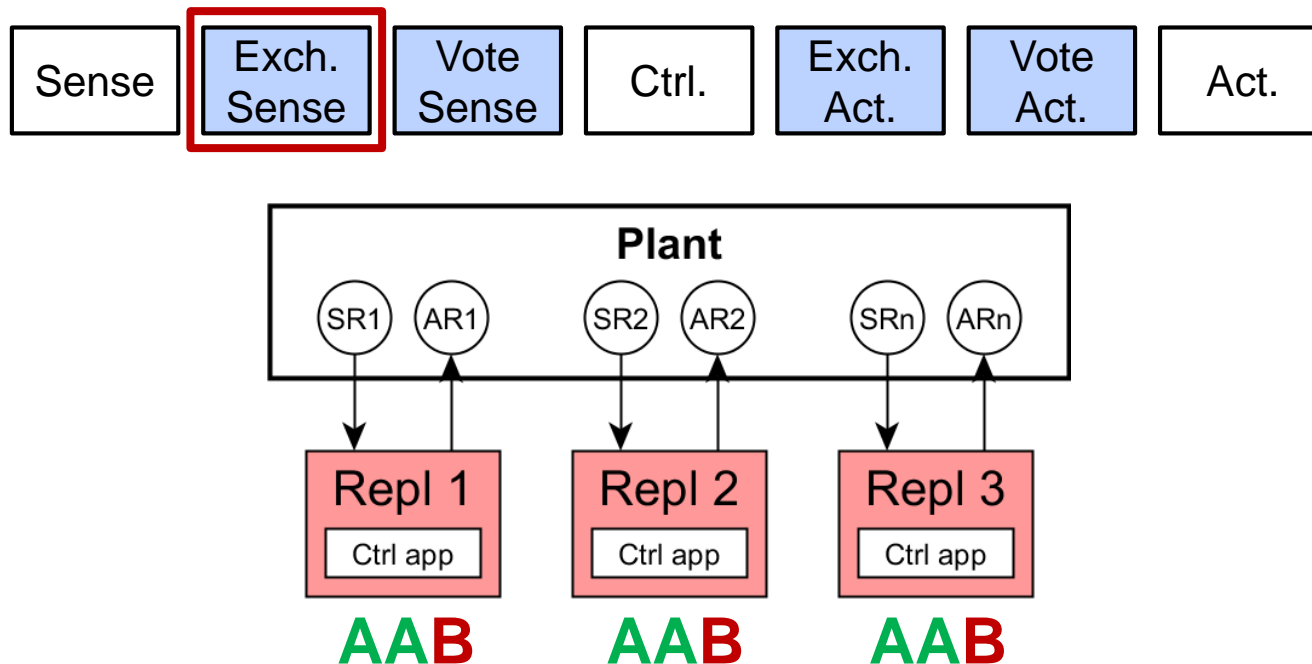 Sense
Exch.
Sense
Vote
Sense
Ctrl.
Exch.
Act.
Vote
Act.
Act.
Plant
SR1 AR1 SR2 AR2 SRn ARn
Repl 1 Repl 2 Repl 3
Ctrl app Ctrl app Ctrl app
AAB AAB AAB